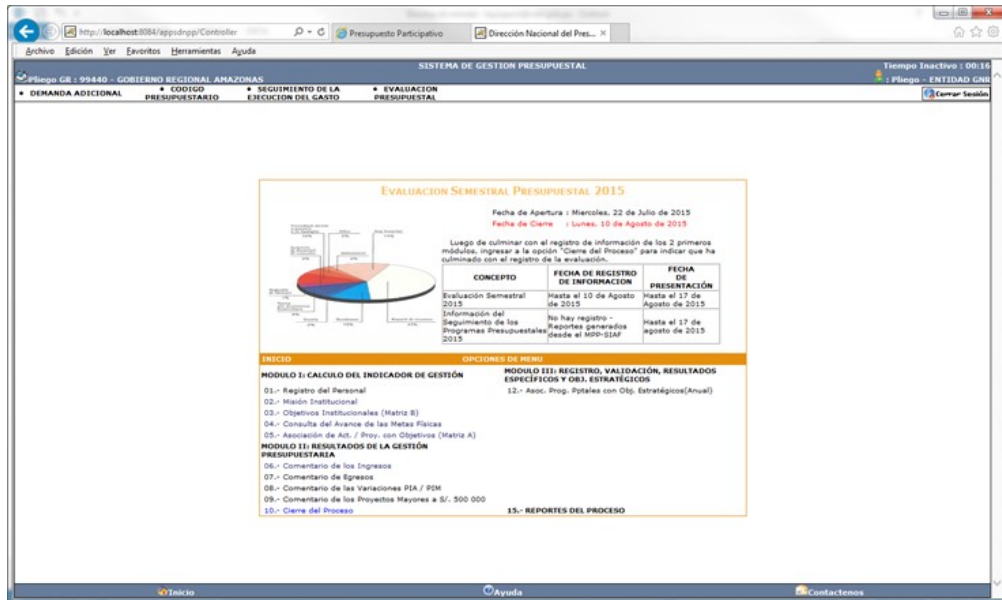 http://localhost:8084/appsdnpp/Controller
Presupuesto Participativo
Dirección Nacional del Pres...
Archivo Edición Ver Favoritos Herramientas Ayuda
SISTEMA DE GESTION PRESUPUESTAL
Tiempo Inactivo : 00:16
Pliego GR : 99440 - GOBIERNO REGIONAL AMAZONAS
: Pliego - ENTIDAD GNR
• DEMANDA ADICIONAL
• CODIGO PRESUPUESTARIO
• SEGUIMIENTO DE LA EJECUCION DEL GASTO
• EVALUACION PRESUPUESTAL
Cerrar Sesión
EVALUACION SEMESTRAL PRESUPUESTAL 2015
Fecha de Apertura : Miercoles, 22 de Julio de 2015
Fecha de Cierre : Lunes, 10 de Agosto de 2015
Luego de culminar con el registro de información de los 2 primeros
módulos, ingresar a la opción "Cierre del Proceso" para indicar que ha
culminado con el registro de la evaluación.
CONCEPTO
FECHA DE REGISTRO
DE INFORMACION
FECHA
DE
PRESENTACIÓN
Evaluación Semestral
2015
Hasta el 10 de Agosto
de 2015
Hasta el 17 de
Agosto de 2015
Información del
Seguimiento de los
Programas Presupuestales
2015
No hay registro -
Reportes generados
desde el MPP-SIAF
Hasta el 17 de
agosto de 2015
INICIO
OPCIONES DE MENU
MODULO I: CALCULO DEL INDICADOR DE GESTIÓN
01.- Registro del Personal
02.- Misión Institucional
03.- Objetivos Institucionales (Matriz B)
04.- Consulta del Avance de las Metas Físicas
05.- Asociación de Act. / Proy. con Objetivos (Matriz A)
MODULO II: RESULTADOS DE LA GESTIÓN
PRESUPUESTARIA
06.- Comentario de los Ingresos
07.- Comentario de Egresos
08.- Comentario de las Variaciones PIA / PIM
09.- Comentario de los Proyectos Mayores a S/. 500 000
10.- Cierre del Proceso
MODULO III: REGISTRO, VALIDACIÓN, RESULTADOS
ESPECÍFICOS Y OBJ. ESTRATÉGICOS
12.- Asoc. Prog. Pptales con Obj. Estratégicos(Anual)
15.- REPORTES DEL PROCESO
Inicio
Ayuda
Contactenos